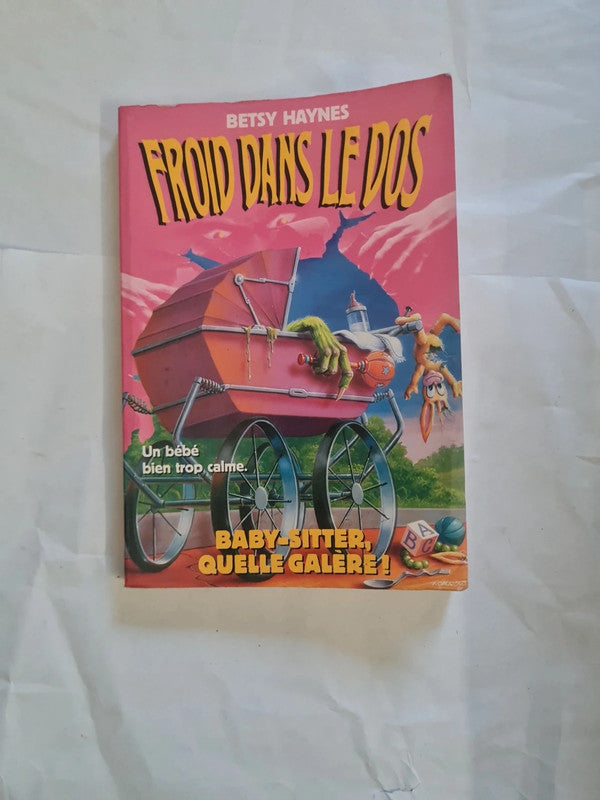 BETSY HAYNES
FROID DANS LE DOS
Un bébé
bien trop calme.
BABY-SITTER,
QUELLE GALÈRE !
A
B
C